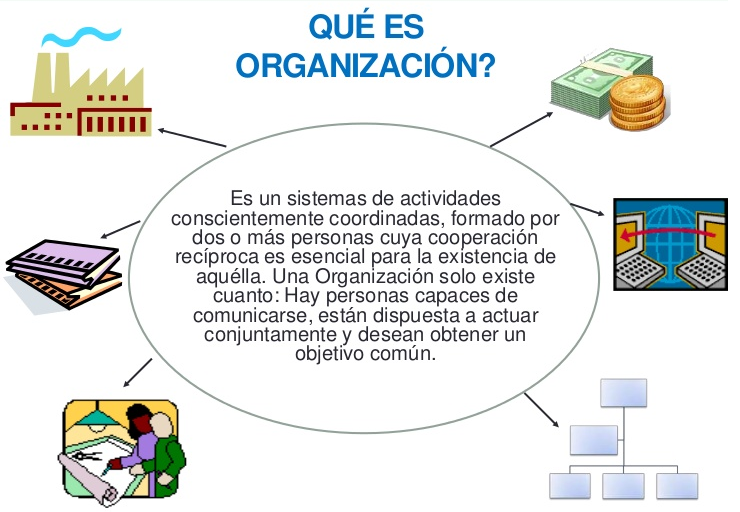 QUÉ ES
ORGANIZACIÓN?
Es un sistemas de actividades
conscientemente coordinadas, formado por
dos o más personas cuya cooperación
recíproca es esencial para la existencia de
aquélla. Una Organización solo existe
cuanto: Hay personas capaces de
comunicarse, están dispuesta a actuar
conjuntamente y desean obtener un
objetivo común.